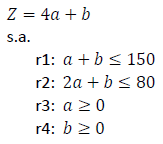 Z = 4a + b
s.a.
r1: a + b ≤ 150
r2: 2a + b ≤ 80
r3: a ≥ 0
r4: b ≥ 0